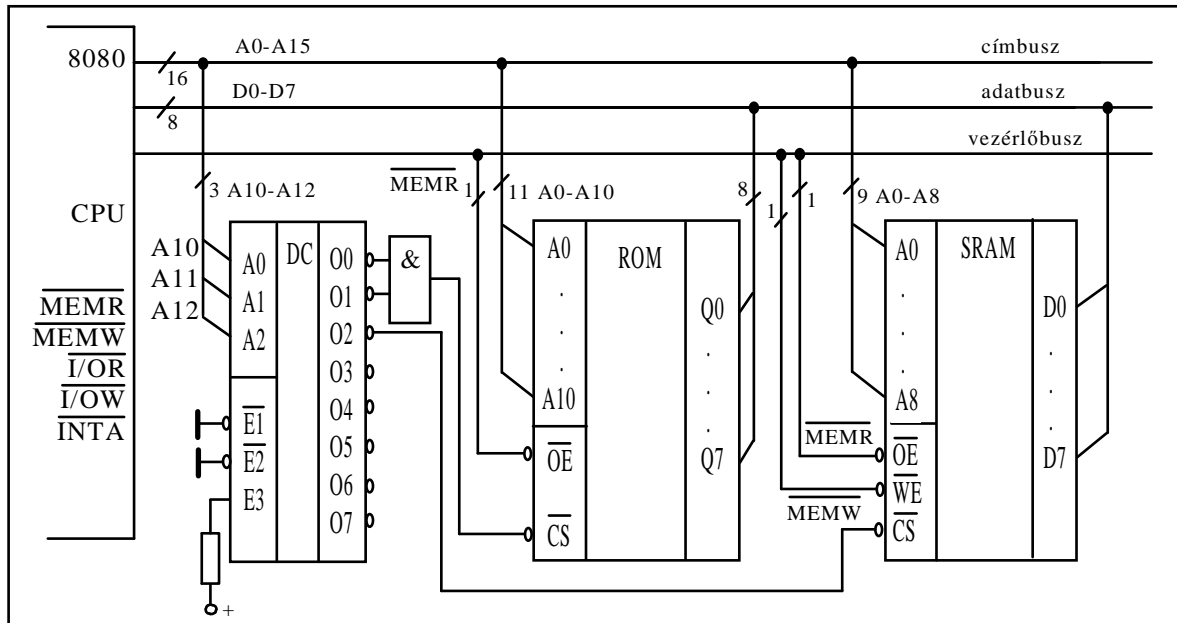 8080
A0-A15
címbusz
16
D0-D7
adatbusz
8
vezérlőbusz
3 A10-A12
MEMR
1
11 A0-A10
8
1
1
9 A0-A8
CPU
A10
A11
A12
MEMR
MEMW
I/OR
I/OW
INTA
A0
A1
A2
DC
O0
O1
O2
O3
O4
O5
O6
O7
E1
E2
E3
+
&
A0
.
.
.
.
A10
OE
CS
ROM
Q0
.
.
.
.
Q7
MEMR
MEMW
A0
.
.
.
.
A8
OE
WE
CS
SRAM
D0
.
.
.
D7